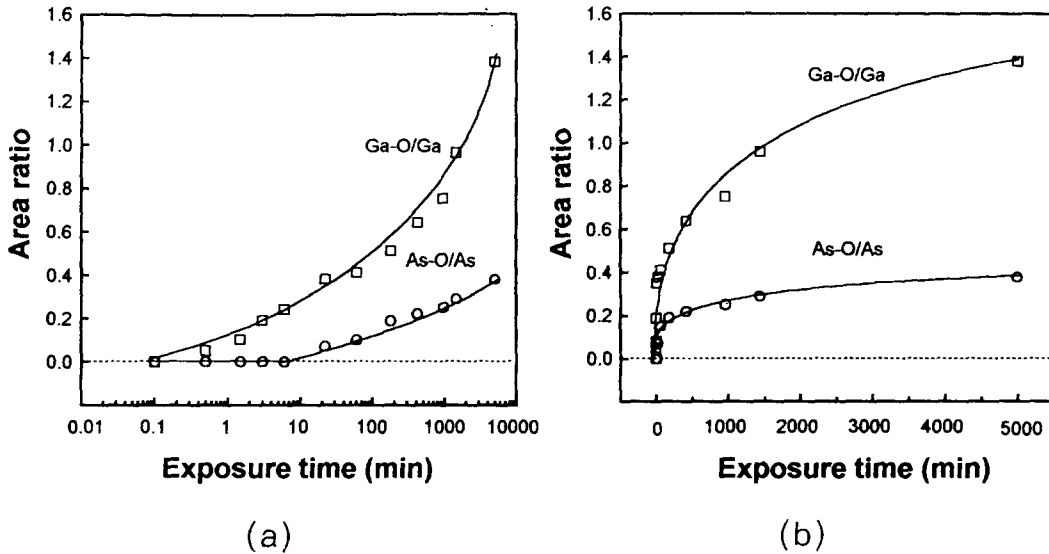 1.6
1.4
1.2
1.0
0.8
0.6
0.4
0.2
0.0
Area ratio
Ga-O/Ga
As-O/As
0.01 0.1 1 10 100 1000 10000
Exposure time (min)
(a)
1.6
1.4
1.2
1.0
0.8
0.6
0.4
0.2
0.0
Area ratio
Ga-O/Ga
As-O/As
0 1000 2000 3000 4000 5000
Exposure time (min)
(b)